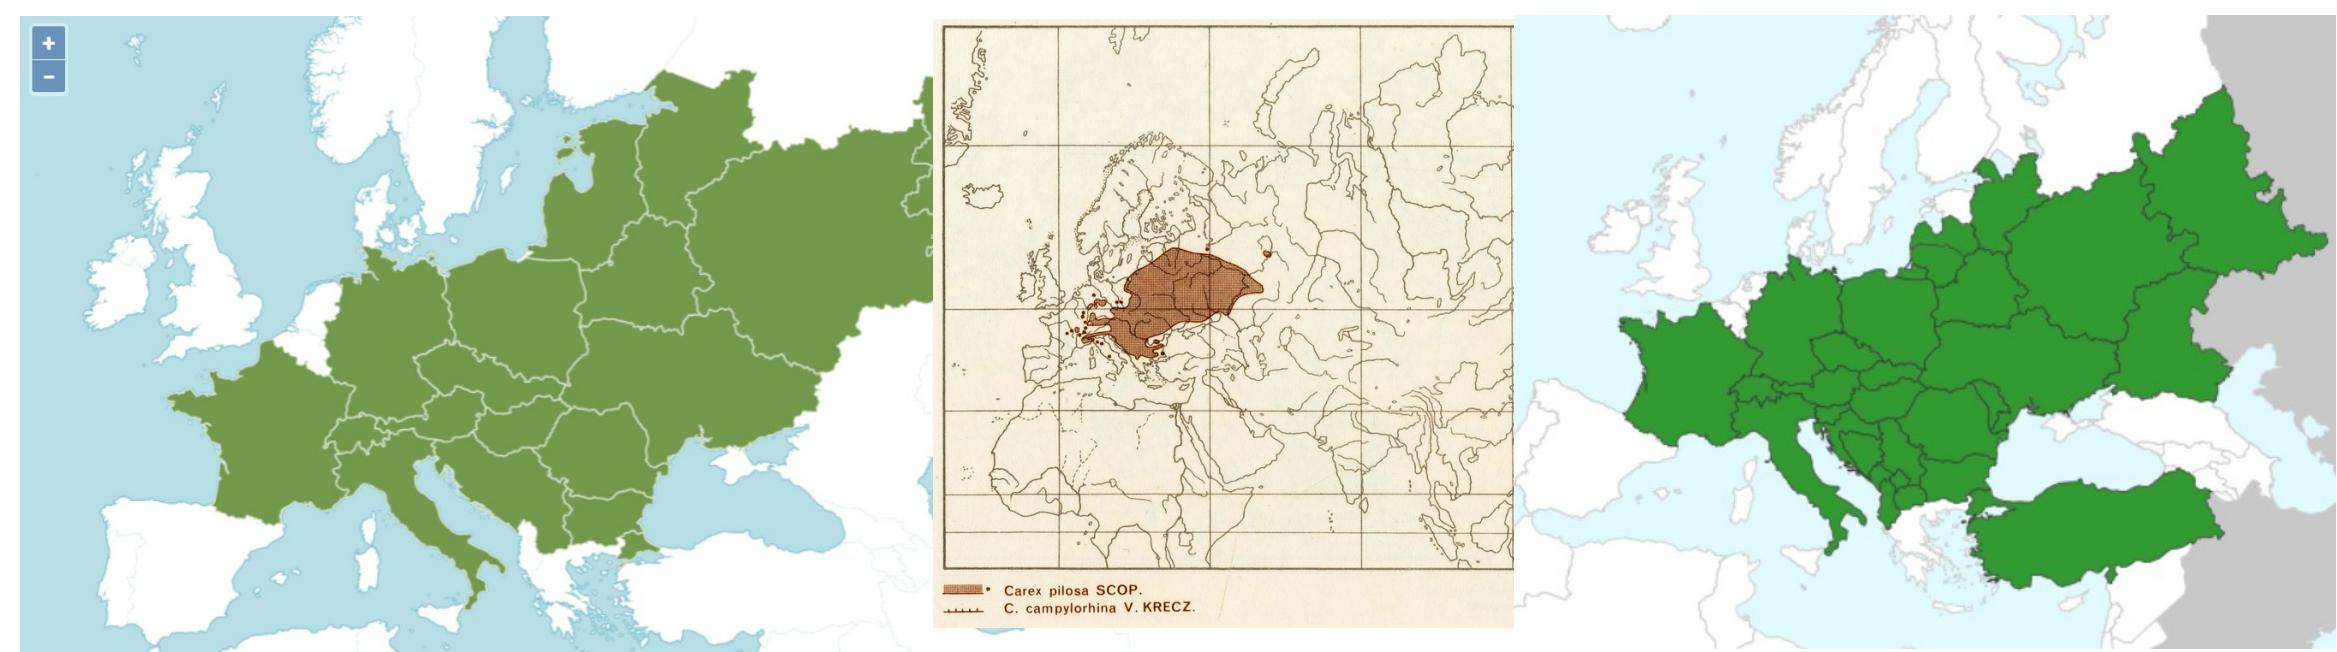 +
−
Carex pilosa SCOP.
C. campylorhina V. KRECZ.